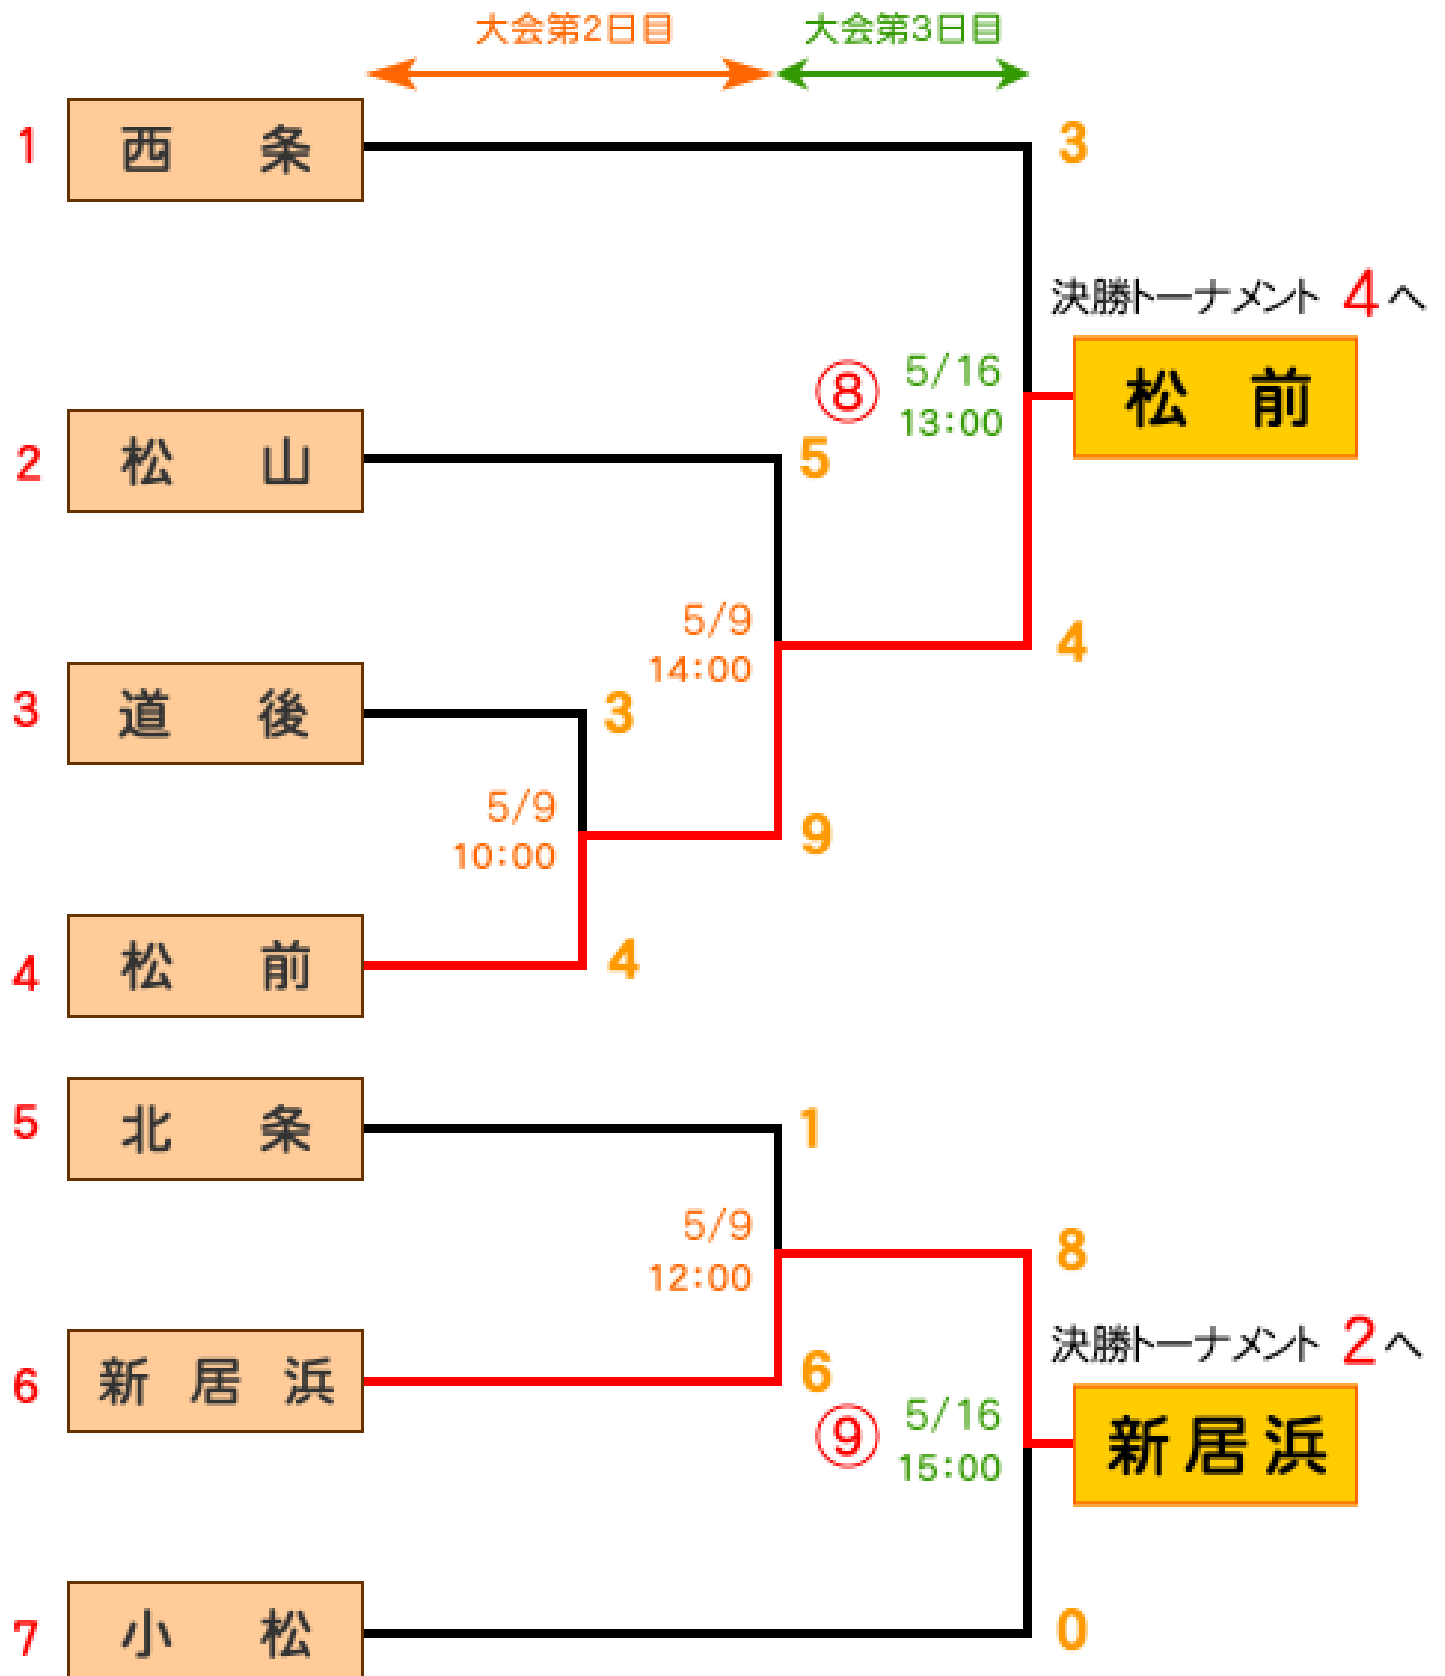 大会第2日目 大会第3日目
1 西条 3
決勝トーナメント 4へ
松前
⑧ 5/16
13:00
2 松山 5
5/9
14:00
4
3 道後 3
5/9
10:00
9
4 松前 4
5 北条 1
5/9
12:00
8
決勝トーナメント 2へ
新居浜
6 新居浜 6
⑨ 5/16
15:00
7 小松 0